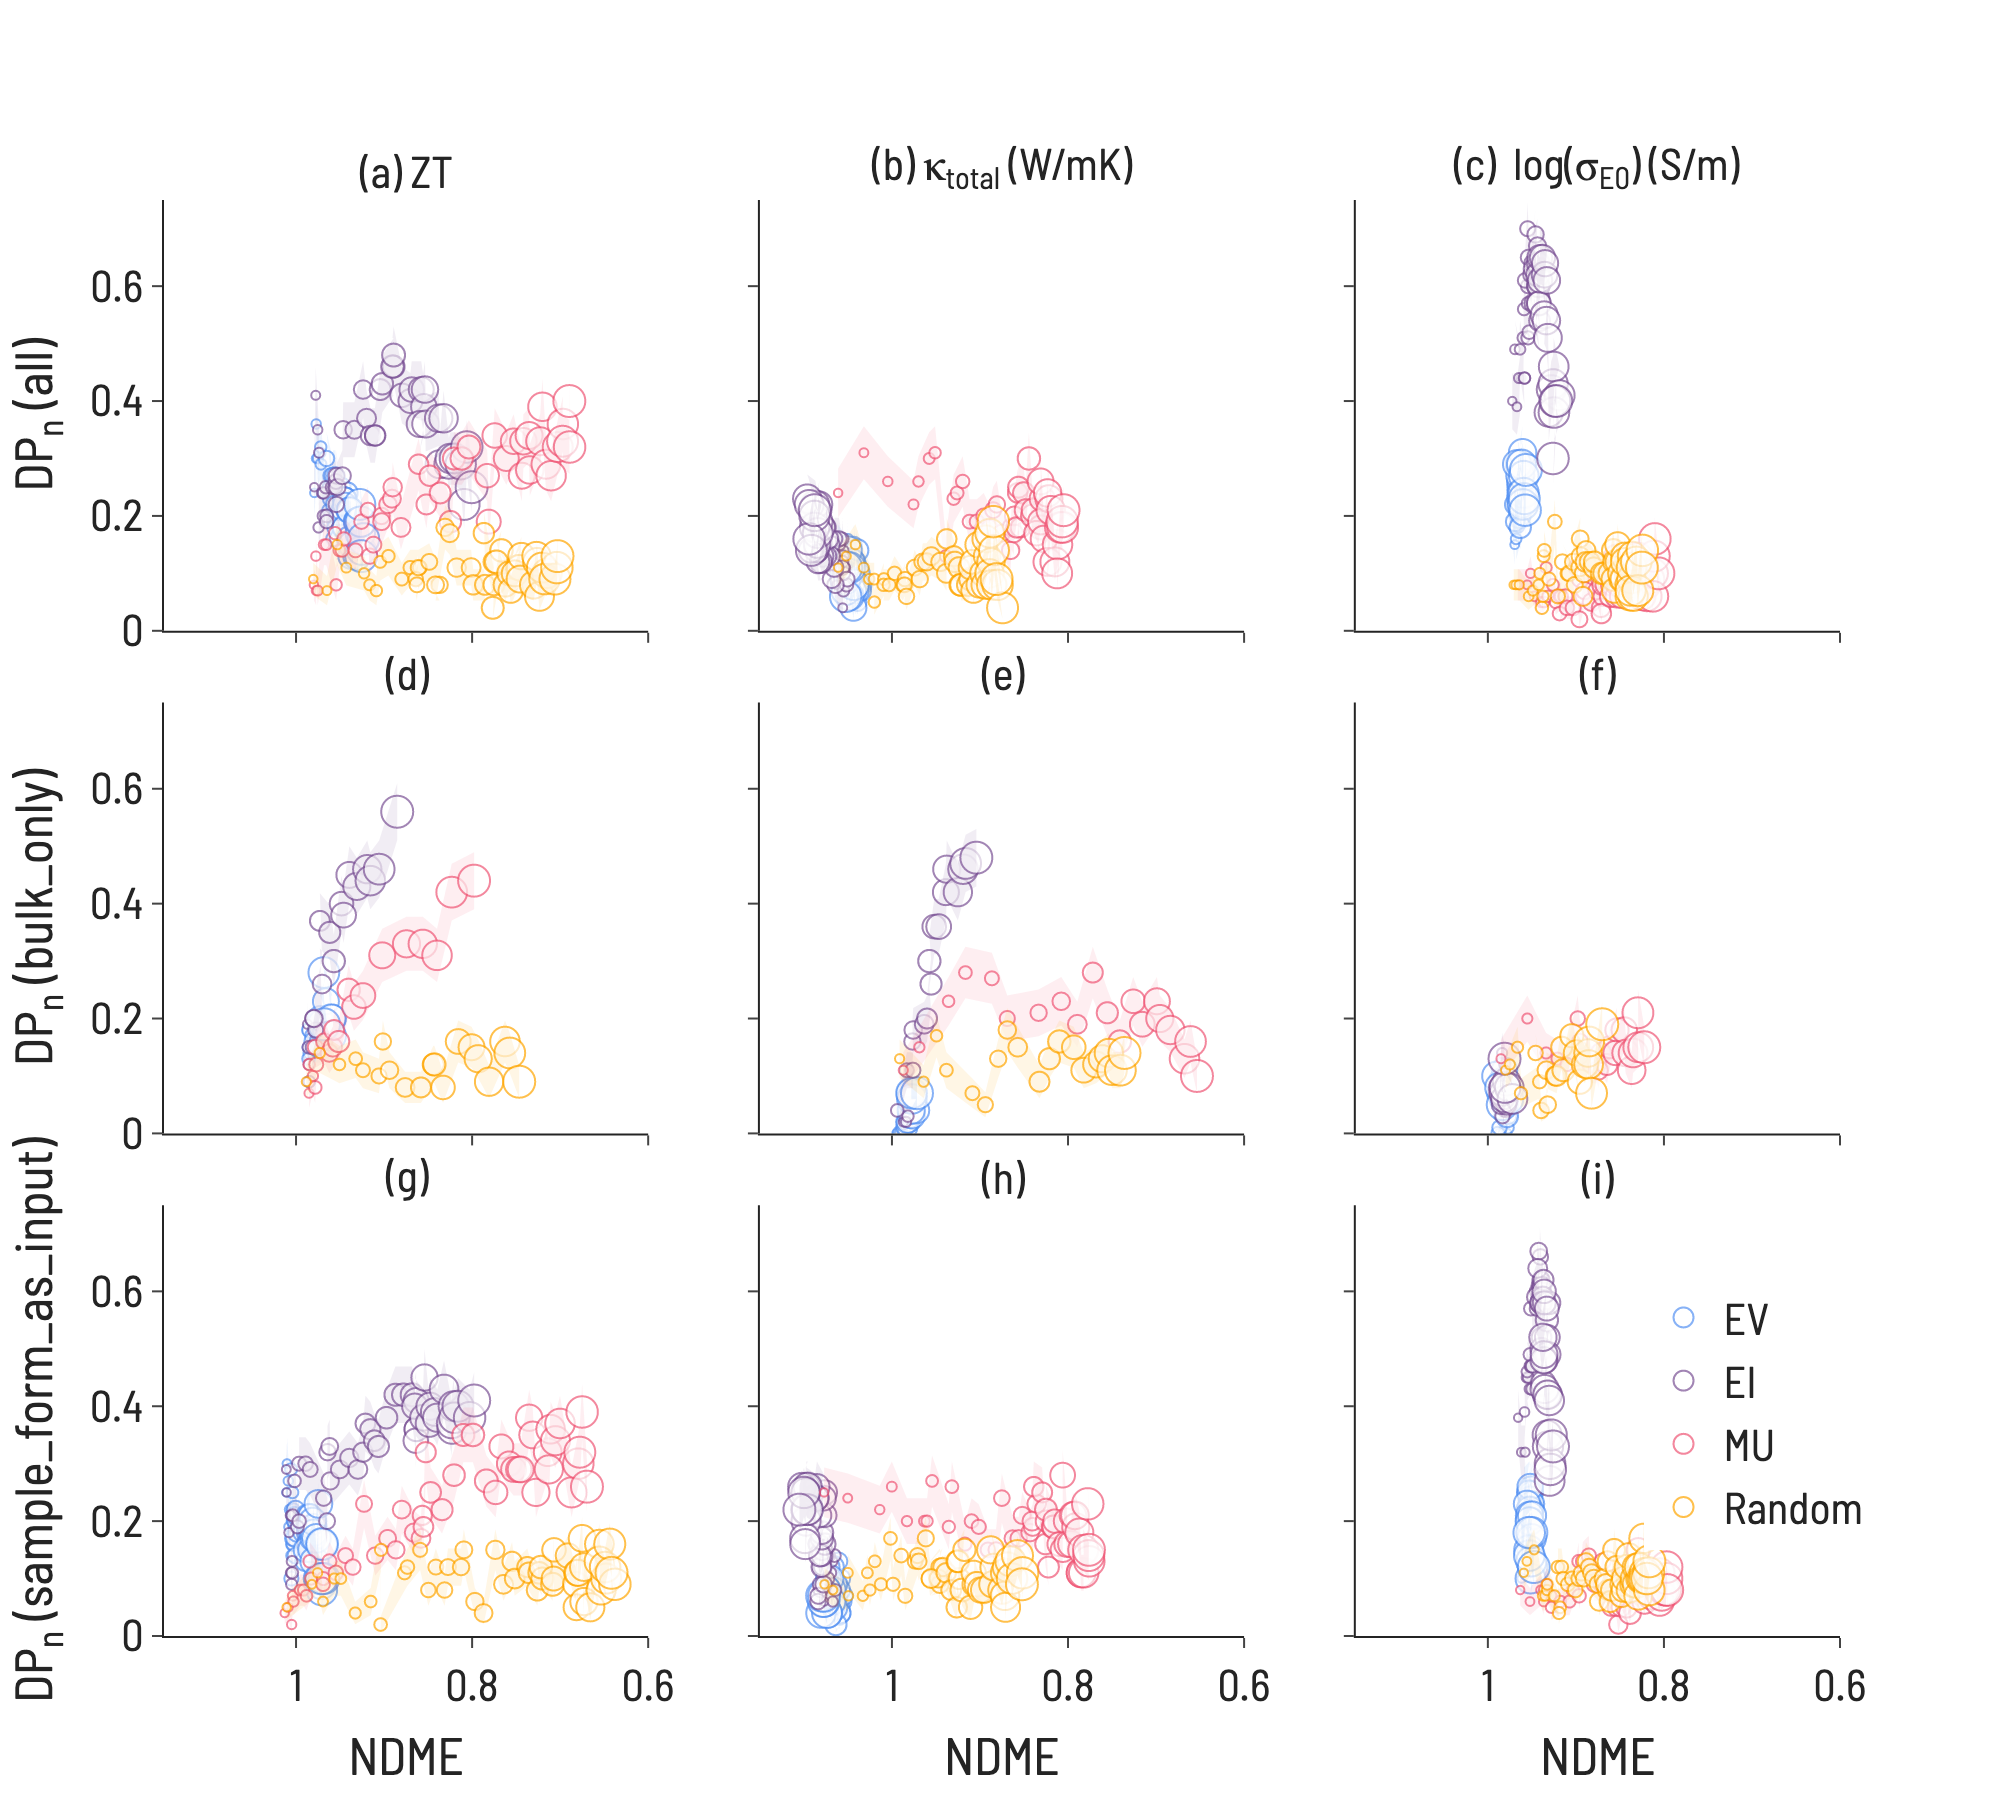 (a) ZT
(b) κtotal (W/mK)
(c) log(σE0)(S/m)
DPn (all)
0.6
0.4
0.2
0
(d)
(e)
(f)
DPn (bulk_only)
0.6
0.4
0.2
0
(g)
(h)
(i)
DPn (sample_form_as_input)
0.6
0.4
0.2
0
EV
EI
MU
Random
1 0.8 0.6
1 0.8 0.6
1 0.8 0.6
NDME
NDME
NDME